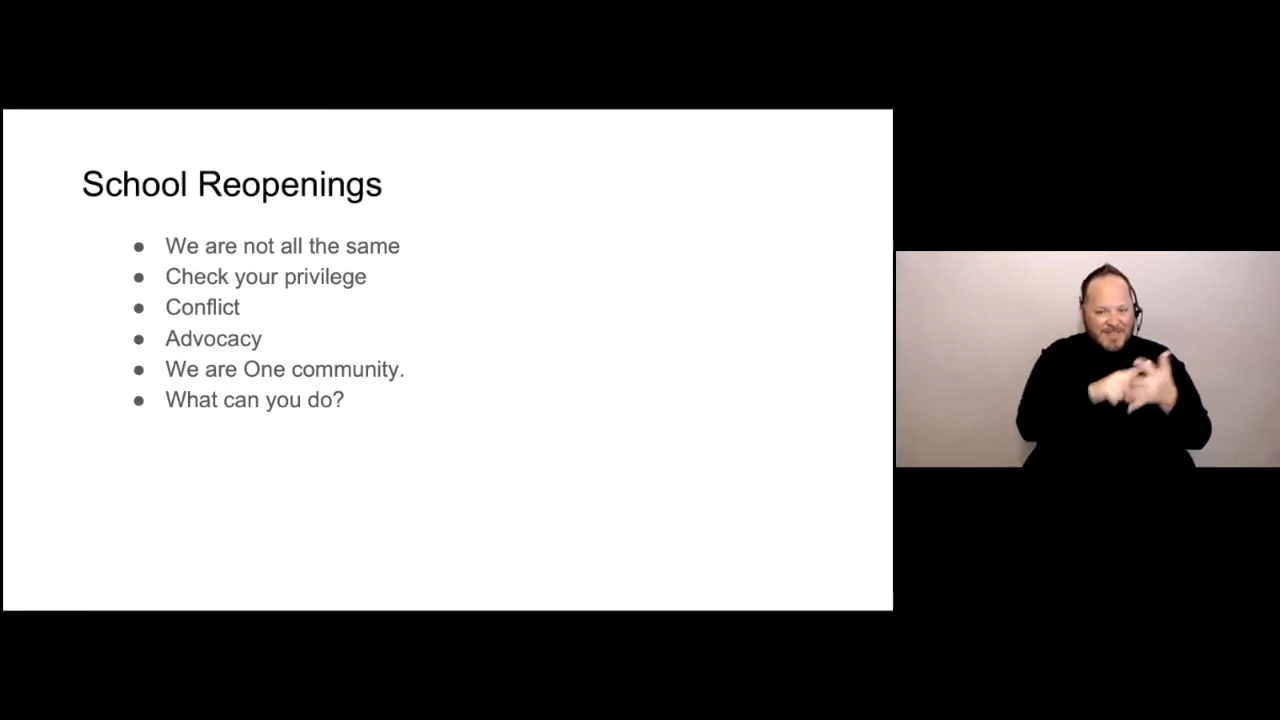 School Reopenings
● We are not all the same
● Check your privilege
● Conflict
● Advocacy
● We are One community.
● What can you do?